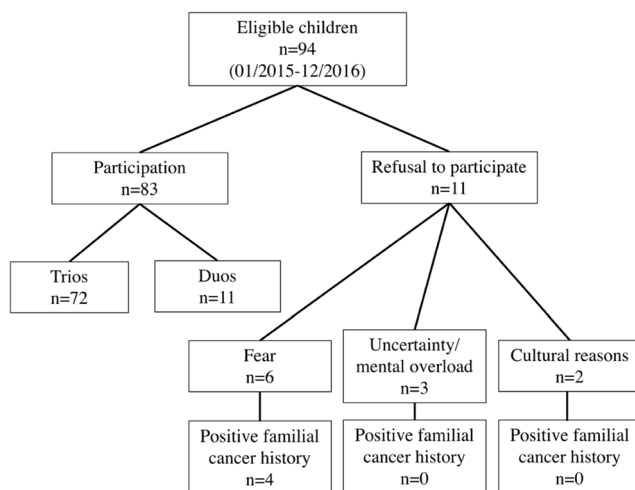 Eligible children
n=94
(01/2015-12/2016)
Participation
n=83
Refusal to participate
n=11
Trios
n=72
Duos
n=11
Fear
n=6
Uncertainty/
mental overload
n=3
Cultural reasons
n=2
Positive familial
cancer history
n=4
Positive familial
cancer history
n=0
Positive familial
cancer history
n=0